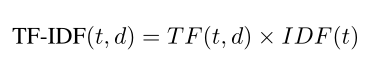 TF-IDF(t, d) = TF(t, d) × IDF(t)